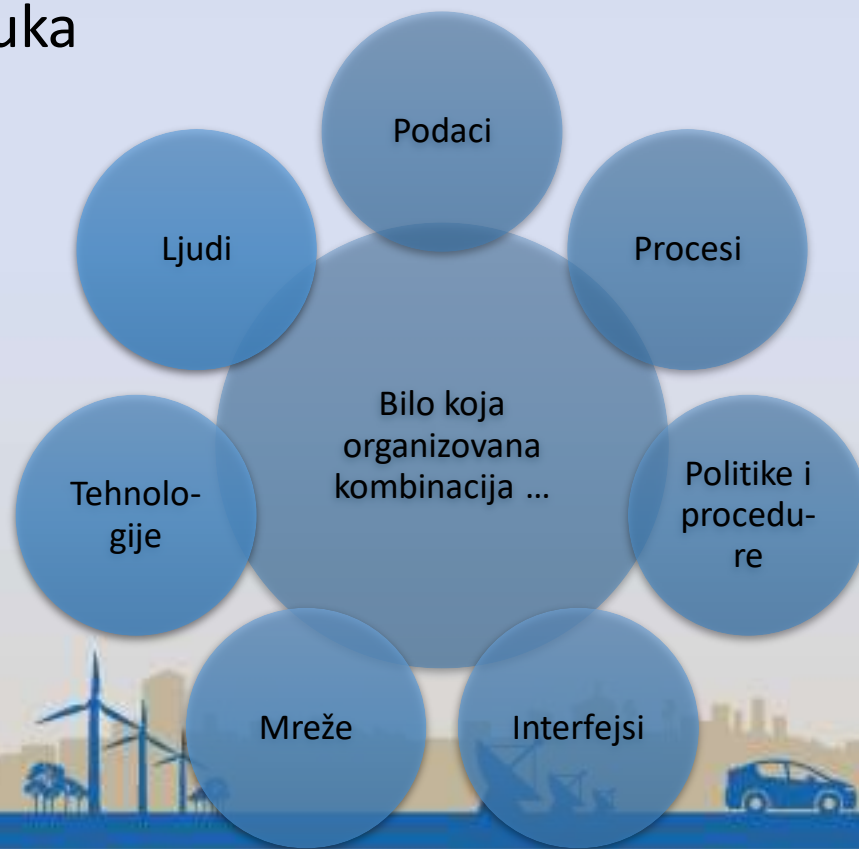 uka
Podaci
Ljudi
Procesi
Bilo koja
organizovana
kombinacija ...
Tehnolo-
gije
Politike i
procedu-
re
Mreže
Interfejsi